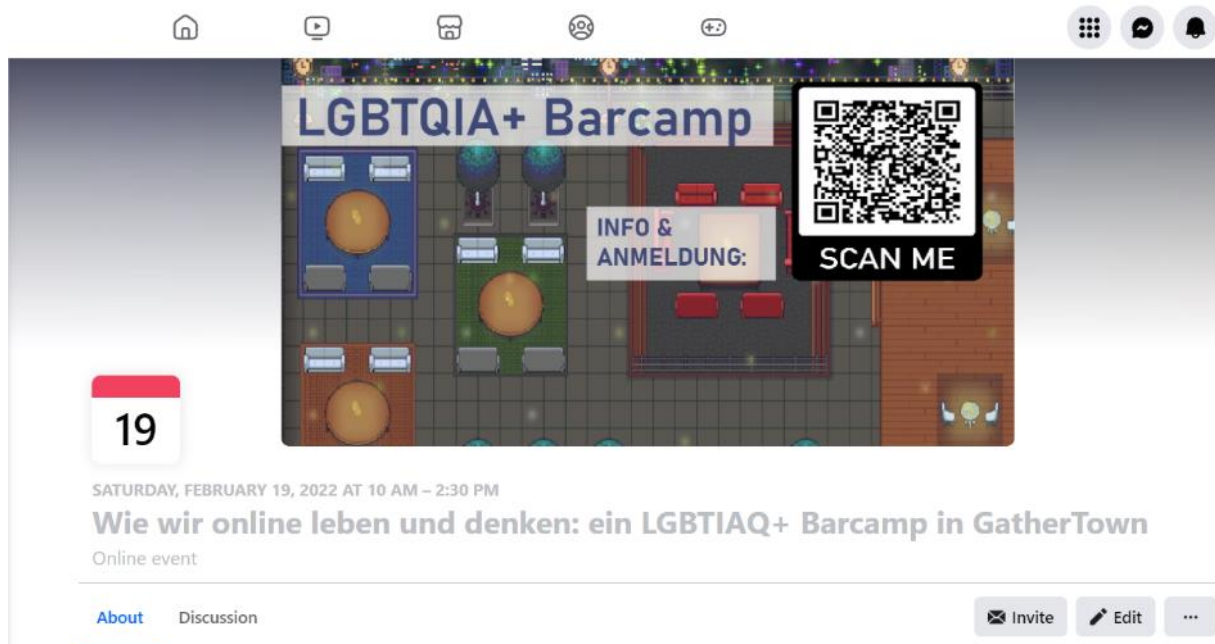 LGBTQIA+ Barcamp
INFO &
ANMELDUNG:
SCAN ME
19
SATURDAY, FEBRUARY 19, 2022 AT 10 AM – 2:30 PM
Wie wir online leben und denken: ein LGBTIAQ+ Barcamp in GatherTown
Online event
About Discussion Invite Edit ...